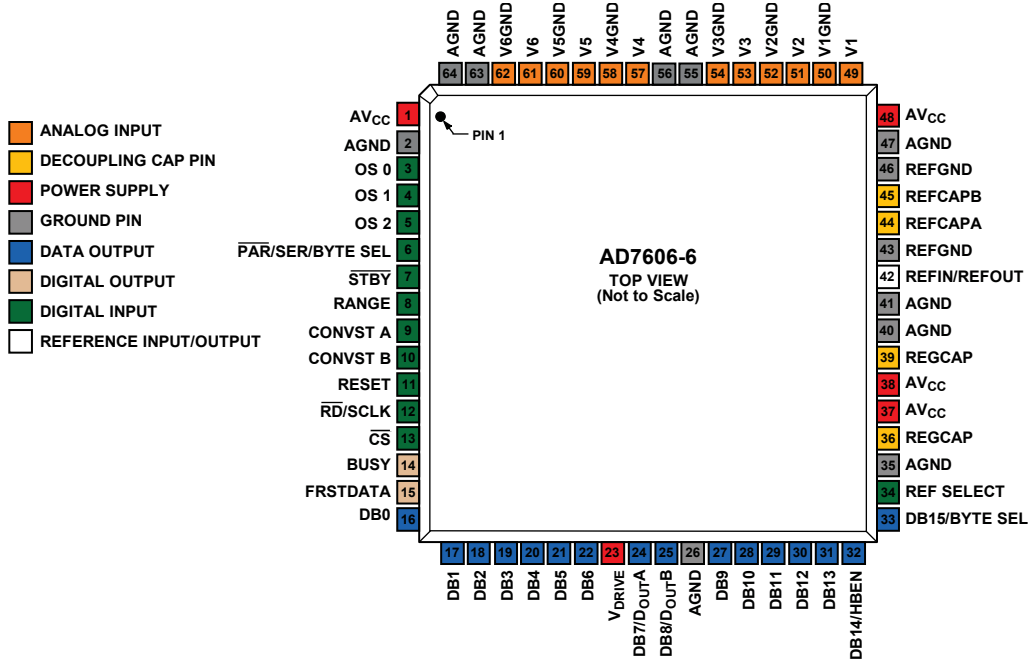 AGND
AGND
V6GND
V6
V5GND
V5
V4GND
V4
AGND
AGND
V3GND
V3
V2GND
V2
V1GND
V1
64 63 62 61 60 59 58 57 56 55 54 53 52 51 50 49
ANALOG INPUT
DECOUPLING CAP PIN
POWER SUPPLY
GROUND PIN
DATA OUTPUT
DIGITAL OUTPUT
DIGITAL INPUT
REFERENCE INPUT/OUTPUT
AVCC 1
AGND 2
OS 0 3
OS 1 4
OS 2 5
PAR/SER/BYTE SEL 6
STBY 7
RANGE 8
CONVST A 9
CONVST B 10
RESET 11
RD/SCLK 12
CS 13
BUSY 14
FRSTDATA 15
DB0 16
PIN 1
AD7606-6
TOP VIEW
(Not to Scale)
48 AVCC
47 AGND
46 REFGND
45 REFCAPB
44 REFCAPA
43 REFGND
42 REFIN/REFOUT
41 AGND
40 AGND
39 REGCAP
38 AVCC
37 AVCC
36 REGCAP
35 AGND
34 REF SELECT
33 DB15/BYTE SEL
17 18 19 20 21 22 23 24 25 26 27 28 29 30 31 32
DB1
DB2
DB3
DB4
DB5
DB6
VDRIVE
DB7/DOUTA
DB8/DOUTB
AGND
DB9
DB10
DB11
DB12
DB13
DB14/HBEN